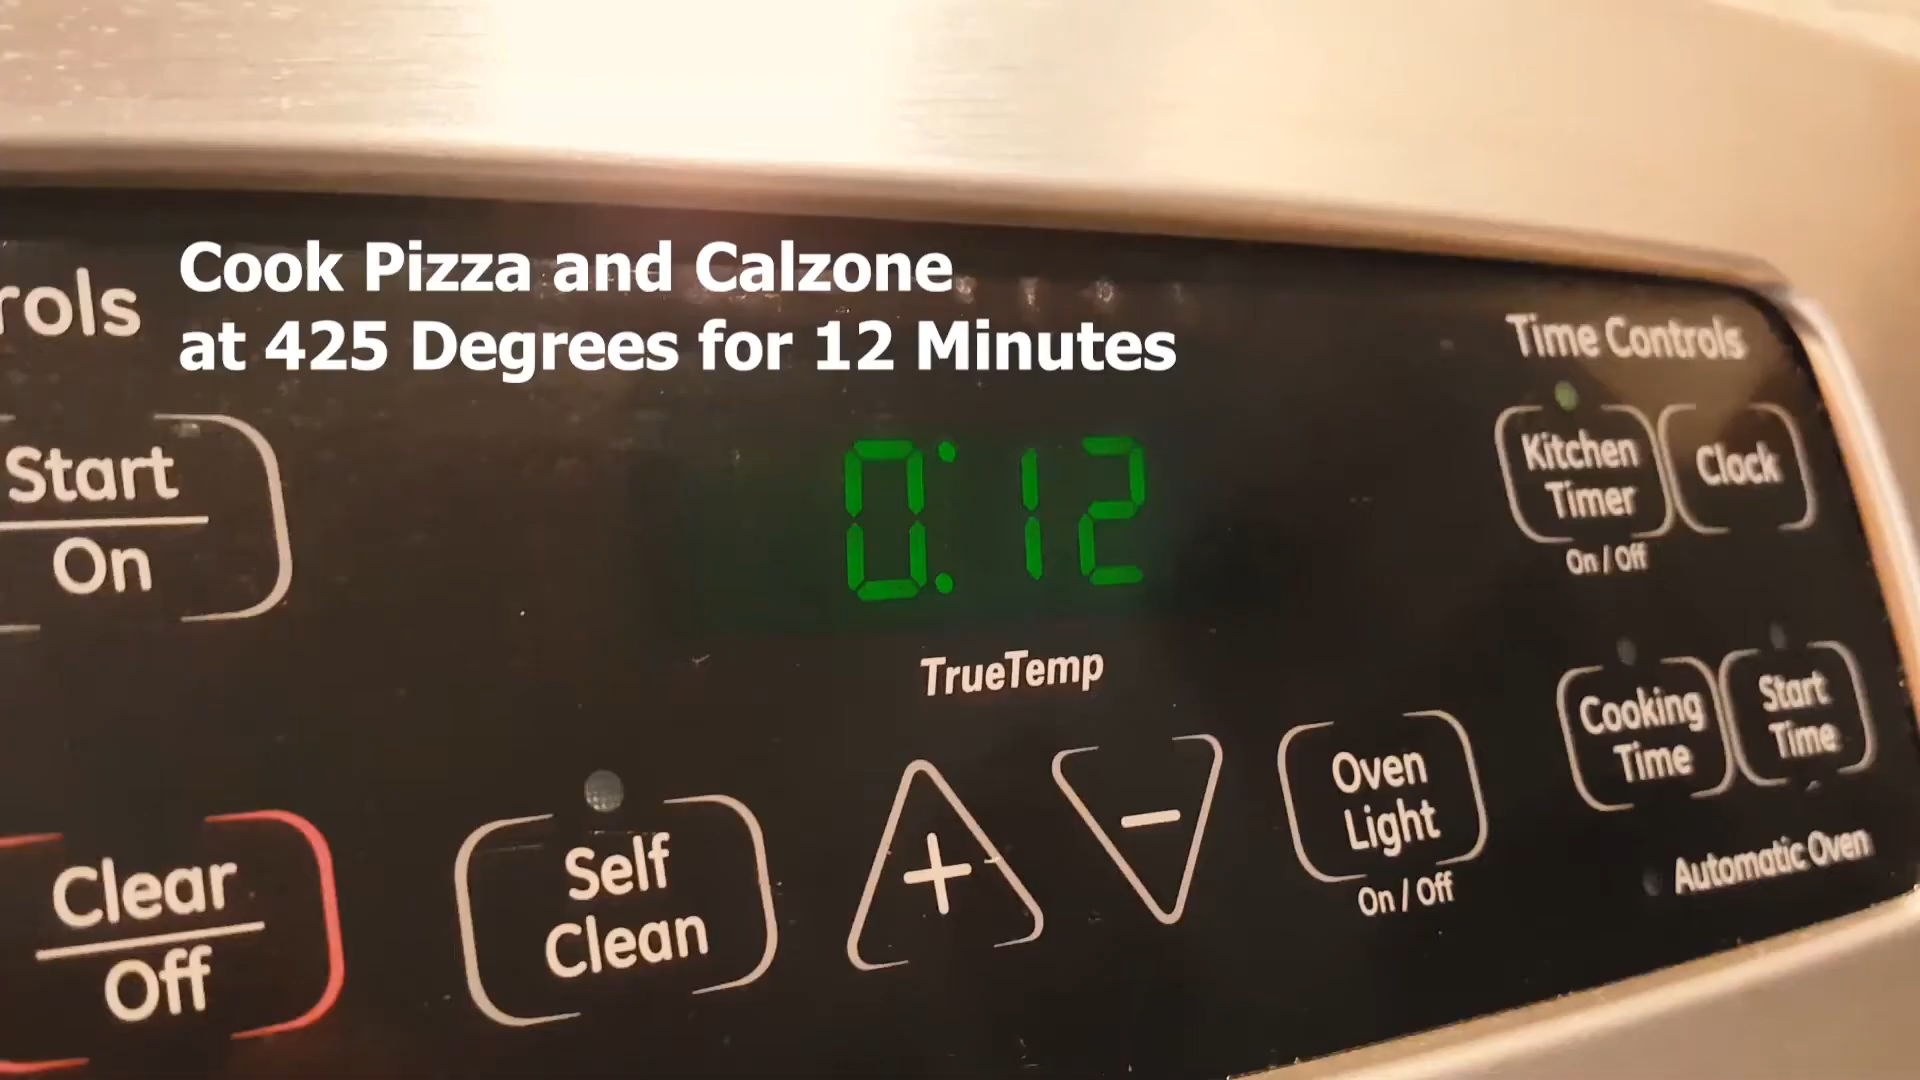 Cook Pizza and Calzone
at 425 Degrees for 12 Minutes
rols
Time Controls
Start
On
0:12
Kitchen
Timer
On / Off
Clock
TrueTemp
Cooking
Time
Start
Time
Automatic Oven
Clear
Off
Self
Clean
+
-
Oven
Light
On / Off